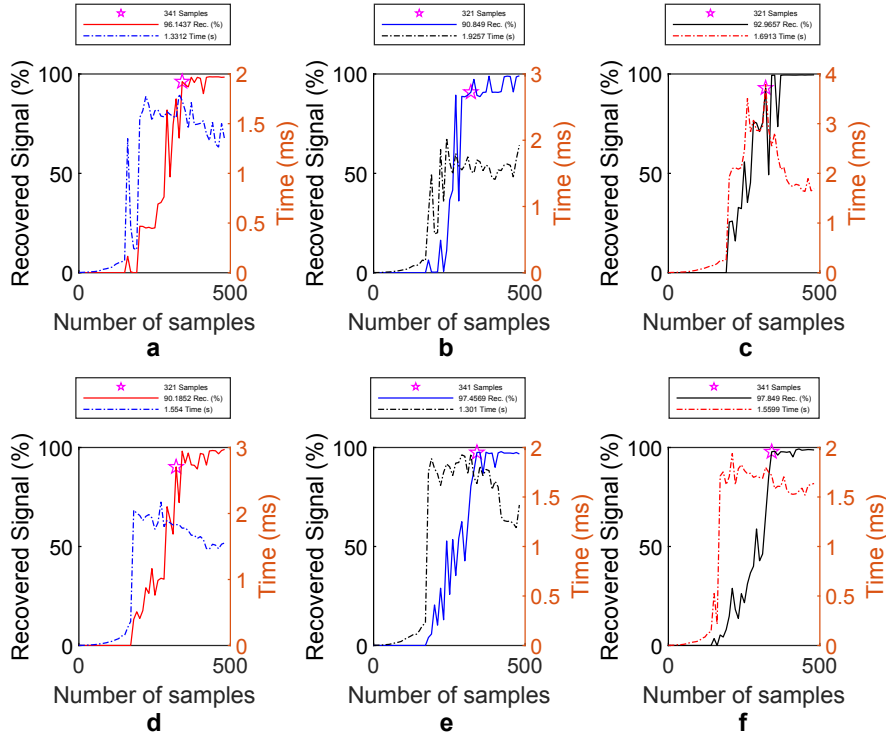 341 Samples
96.1437 Rec. (%)
1.3312 Time (s)
Recovered Signal (%)
100
50
0
2
1.5
1
0.5
0
Time (ms)
0
500
Number of samples
a
321 Samples
90.849 Rec. (%)
1.9257 Time (s)
Recovered Signal (%)
100
50
0
3
2
1
0
Time (ms)
0
500
Number of samples
b
321 Samples
92.9657 Rec. (%)
1.6913 Time (s)
Recovered Signal (%)
100
50
0
4
3
2
1
0
Time (ms)
0
500
Number of samples
c
321 Samples
90.1852 Rec. (%)
1.554 Time (s)
Recovered Signal (%)
100
50
0
3
2
1
0
Time (ms)
0
500
Number of samples
d
341 Samples
97.4569 Rec. (%)
1.301 Time (s)
Recovered Signal (%)
100
50
0
2
1.5
1
0.5
0
Time (ms)
0
500
Number of samples
e
341 Samples
97.849 Rec. (%)
1.5599 Time (s)
Recovered Signal (%)
100
50
0
2
1.5
1
0.5
0
Time (ms)
0
500
Number of samples
f